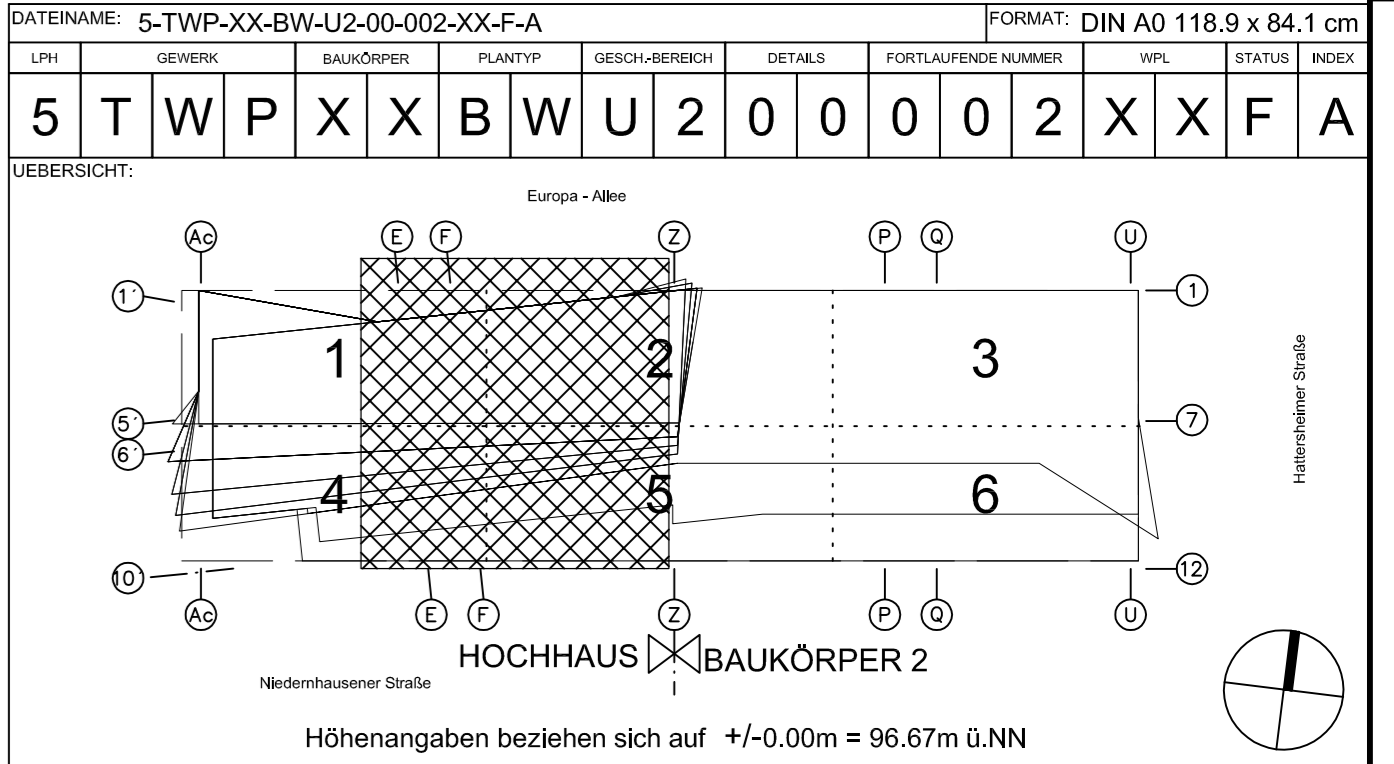 DATEINAME: 5-TWP-XX-BW-U2-00-002-XX-F-A FORMAT: DIN A0 118.9 x 84.1 cm
LPH GEWERK BAUKÖRPER PLANTYP GESCH.-BEREICH DETAILS FORTLAUFENDE NUMMER WPL STATUS INDEX
5 T W P X X B W U 2 0 0 0 0 2 X X F A
UEBERSICHT:
Europa - Allee
Ac E F Z P Q U
1´ 1
1 2 3
Hattersheimer Straße
5´ 7
6´
4 5 6
10´ 12
Ac E F Z P Q U
HOCHHAUS BAUKÖRPER 2
Niedernhausener Straße
Höhenangaben beziehen sich auf +/-0.00m = 96.67m ü.NN